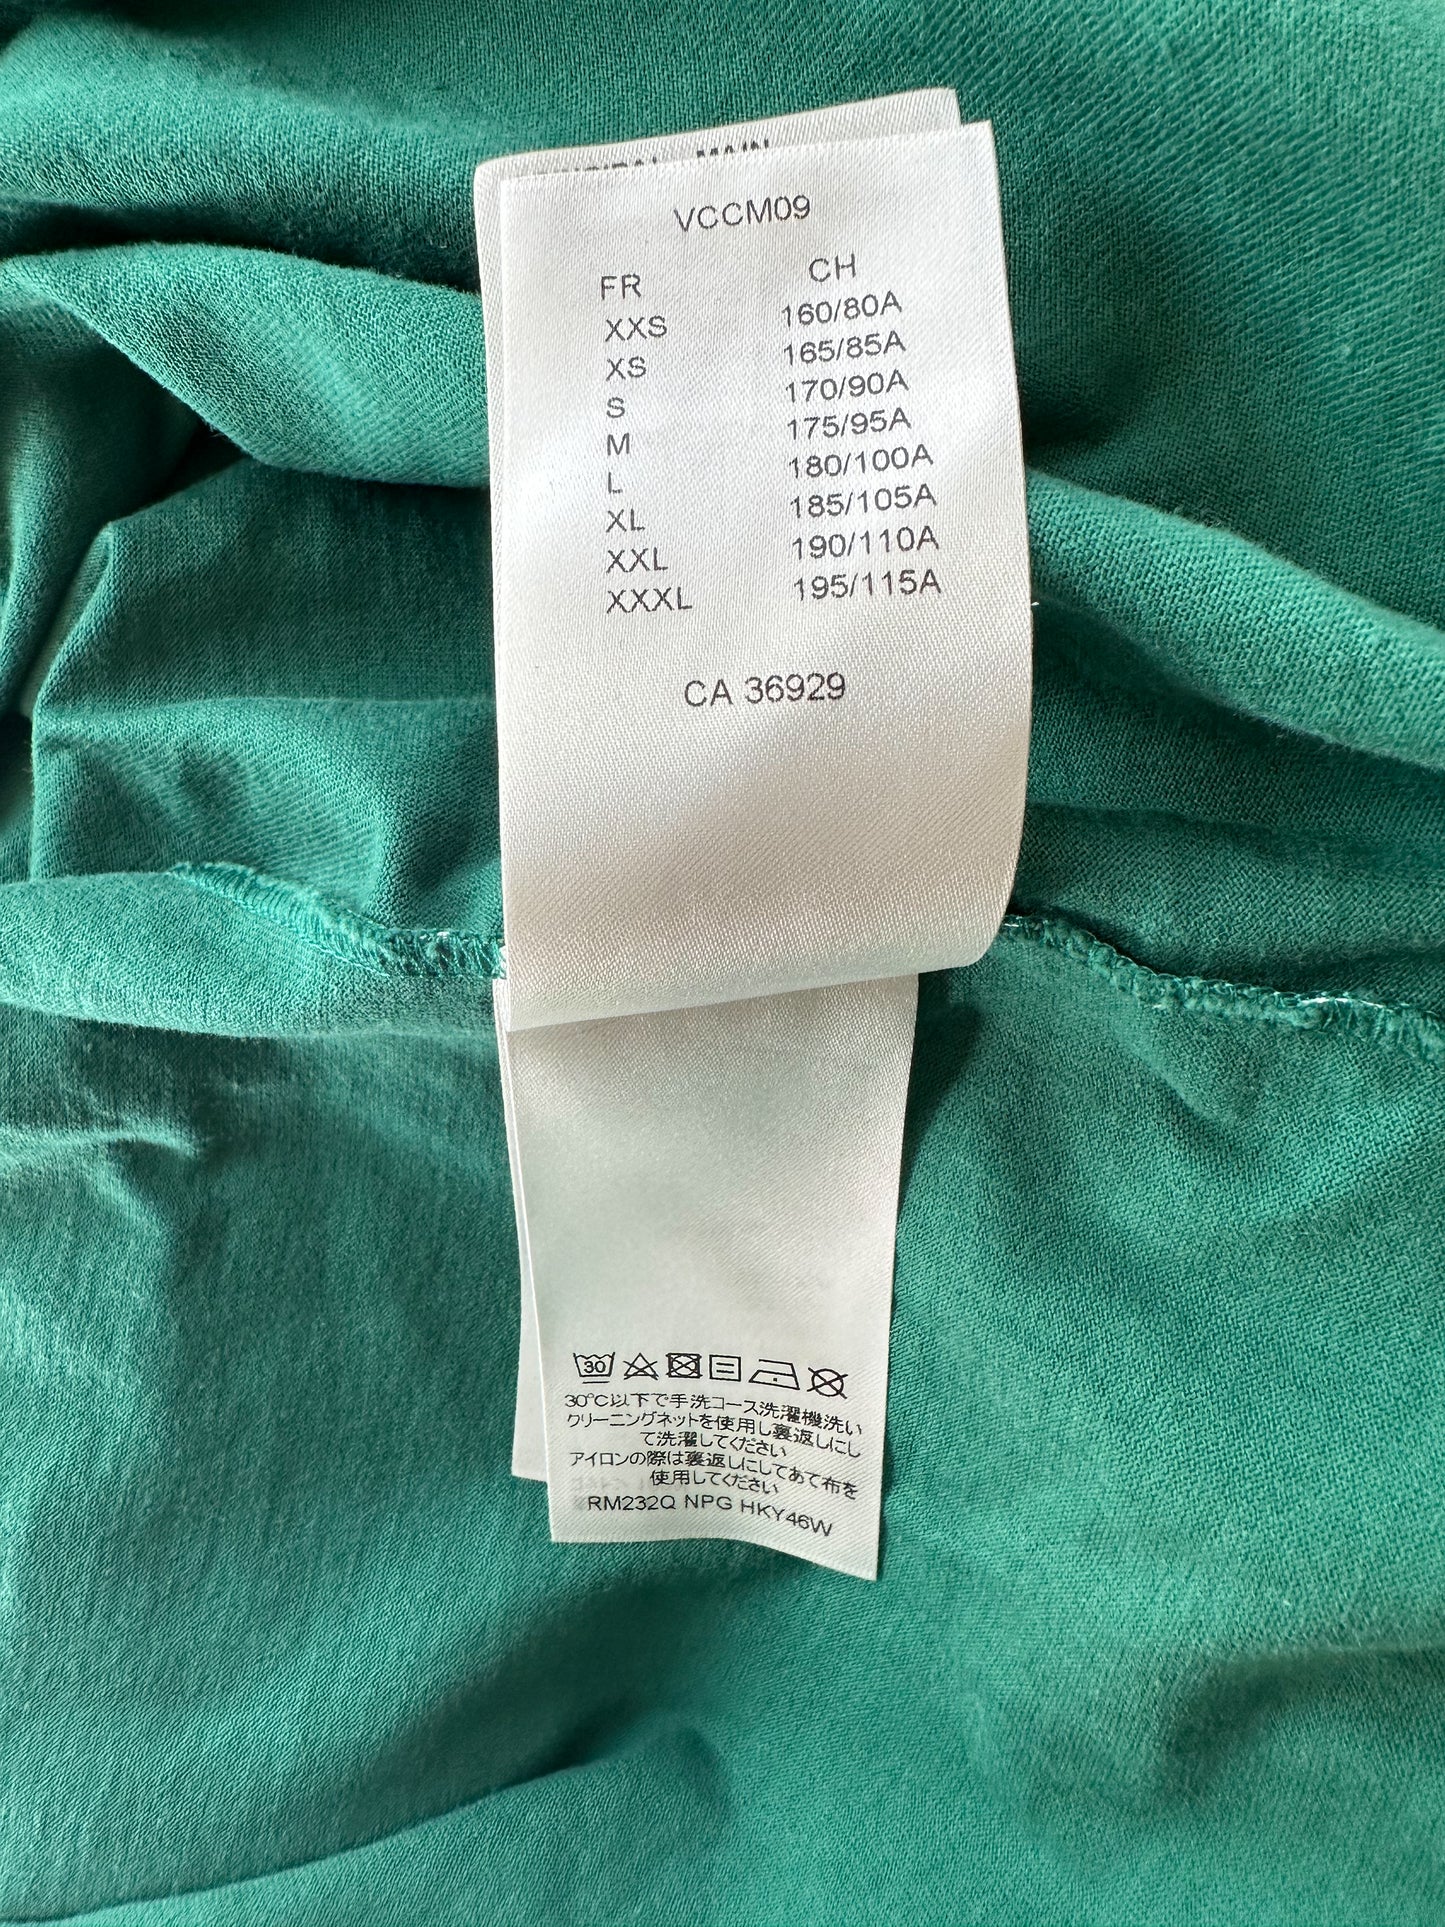 VCCM09
FR CH
XXS 160/80A
XS 165/85A
S 170/90A
M 175/95A
L 180/100A
XL 185/105A
XXL 190/110A
XXXL 195/115A
CA 36929
30
30°C以下で手洗コース洗濯機洗い
クリーニングネットを使用し裏返しにし
て洗濯してください
アイロンの際は裏返しにしてあて布を
使用してください
RM232Q NPG HKY46W